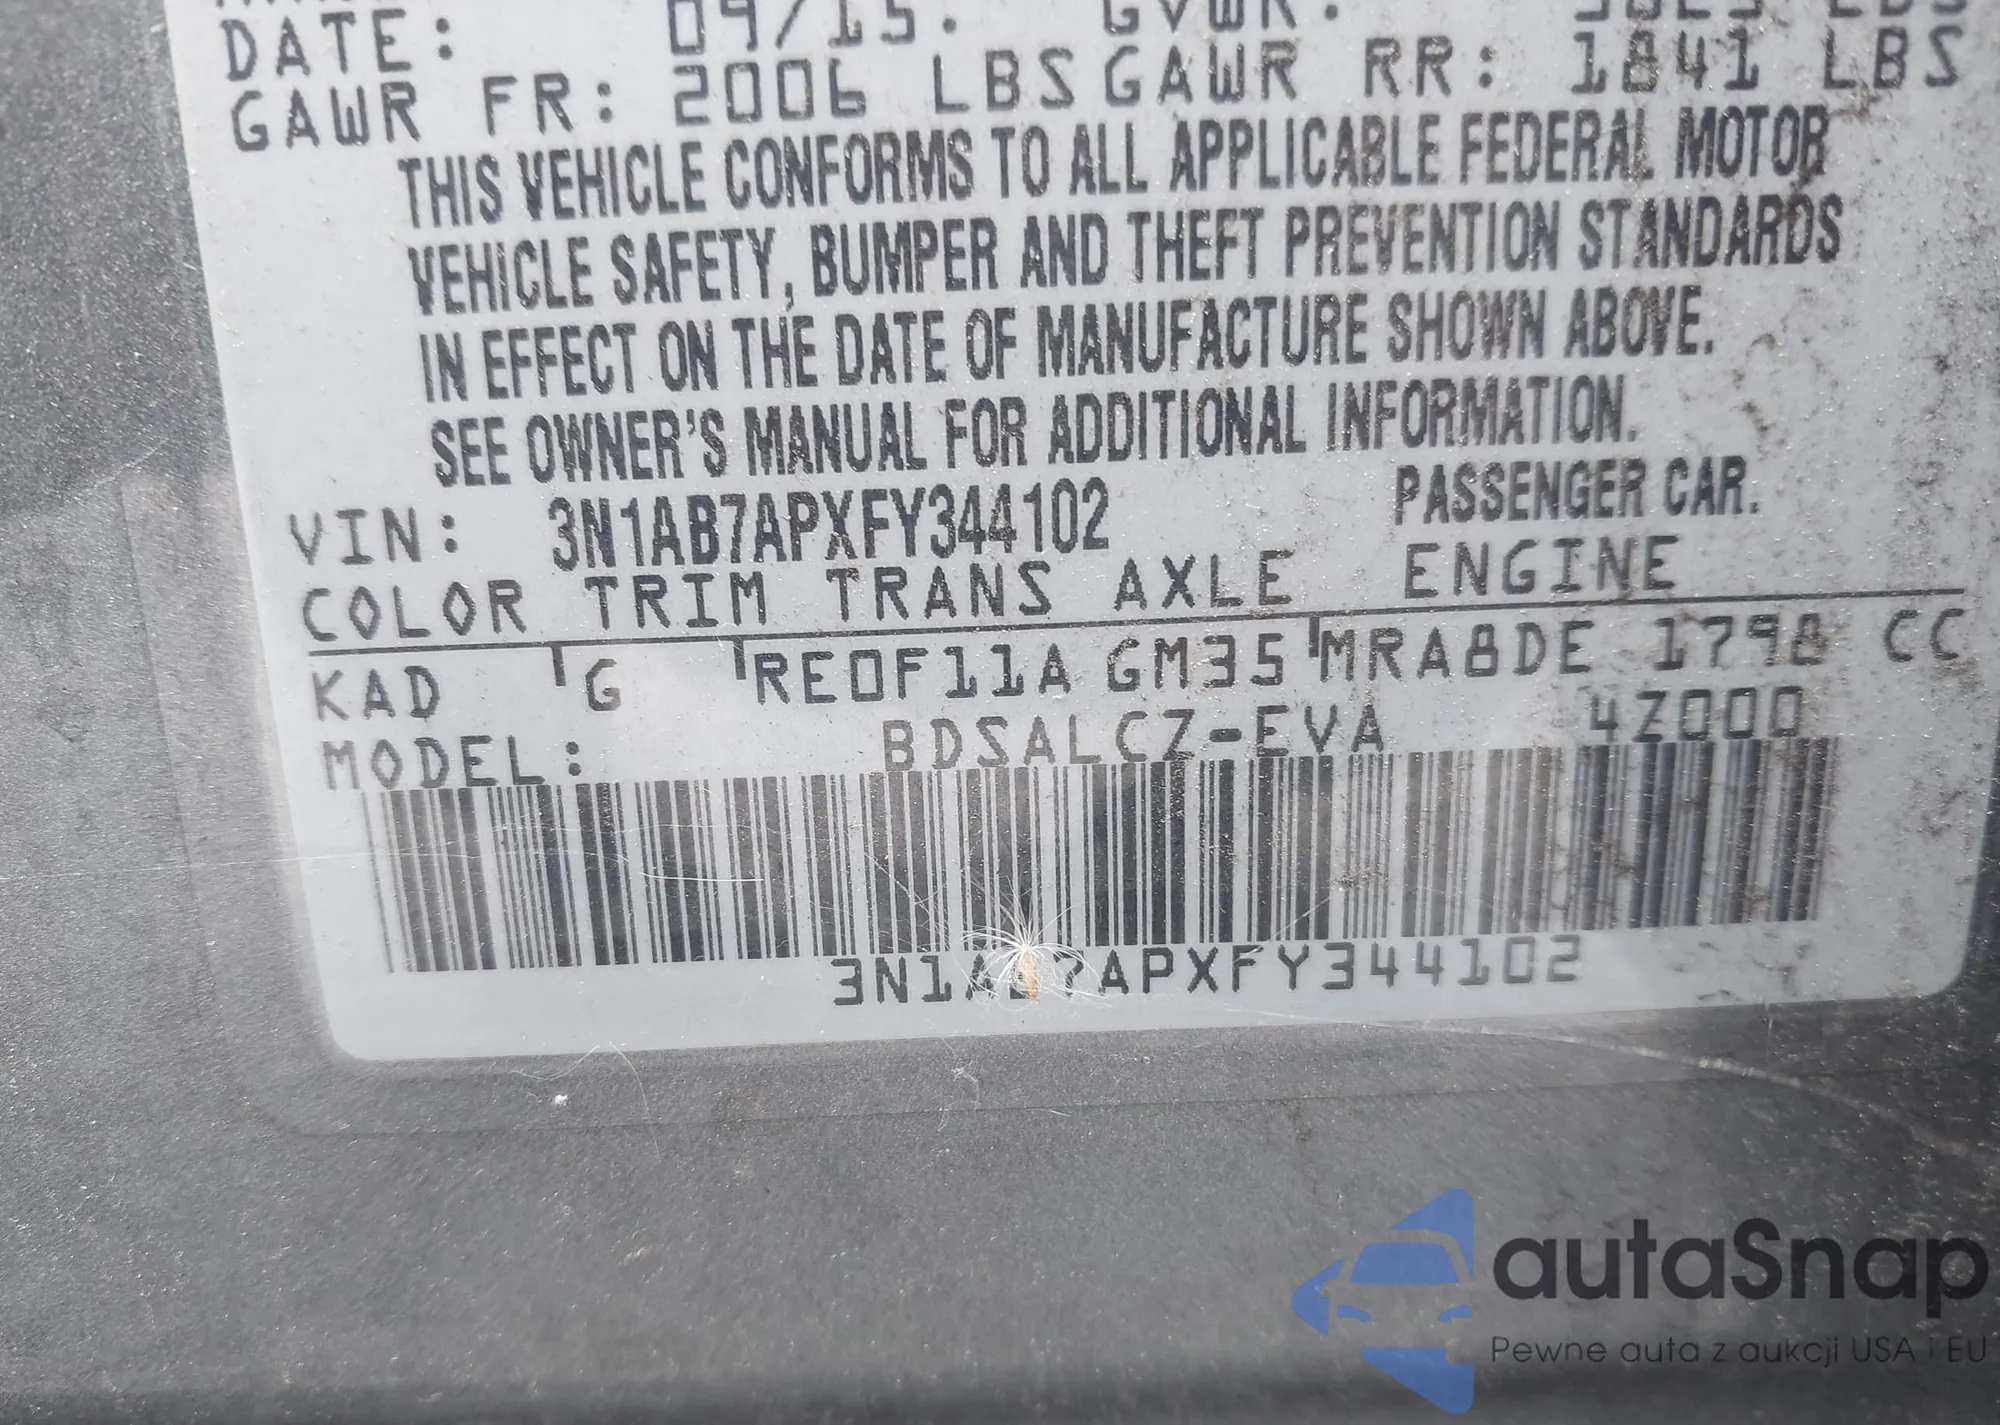 DATE: 09/15. GVWR:
GAWR FR: 2006 LBS GAWR RR: 1841 LBS
THIS VEHICLE CONFORMS TO ALL APPLICABLE FEDERAL MOTOR
VEHICLE SAFETY, BUMPER AND THEFT PREVENTION STANDARDS
IN EFFECT ON THE DATE OF MANUFACTURE SHOWN ABOVE.
SEE OWNER'S MANUAL FOR ADDITIONAL INFORMATION.
VIN: 3N1AB7APXFY344102 PASSENGER CAR.
COLOR TRIM TRANS AXLE ENGINE
KAD G RE0F11A GM35 MRA8DE 1798 CC
MODEL: BDSALCZ-EVA 4Z000
3N1AB7APXFY344102
autaSnap
Pewne auta z aukcji USA i EU